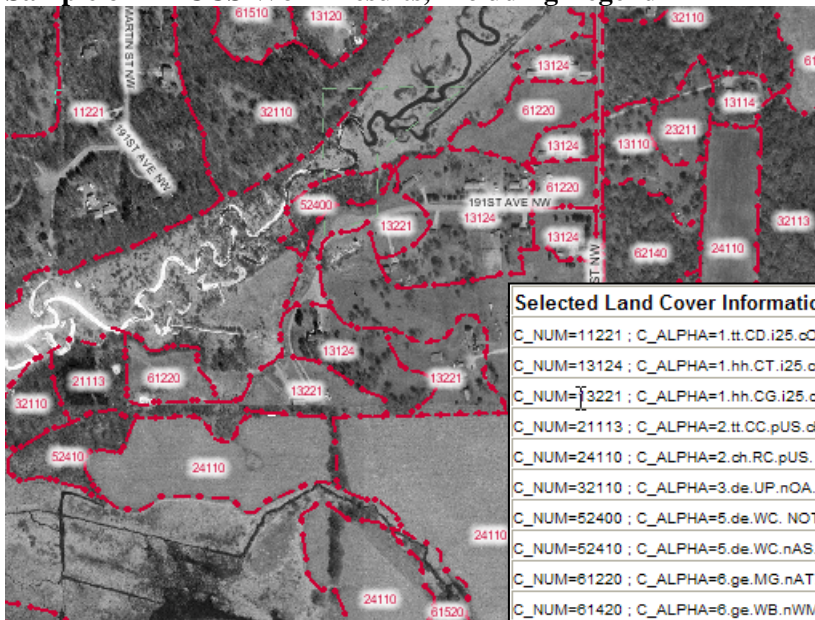 61510
13120
32110
MARTIN ST NW
13124
61
11221
32110
61220
13114
191ST AVE NW
13124
13110
23211
61220
52400
191ST AVE NW
13221
13124
32113
13124
62140
24110
ST NW
Selected Land Cover Informatio
C_NUM=11221 ; C_ALPHA=1.tt.CD.i25.
13124
C_NUM=13124 ; C_ALPHA=1.hh.CT.i25.
21113
61220
13221
13221
C_NUM=13221 ; C_ALPHA=1.hh.CG.i25.
32110
C_NUM=21113 ; C_ALPHA=2.tt.CC.pUS.
52410
24110
C_NUM=24110 ; C_ALPHA=2.ch.RC.pUS.
C_NUM=32110 ; C_ALPHA=3.de.UP.nOA.
C_NUM=52400 ; C_ALPHA=5.de.WC. NOT
24110
C_NUM=52410 ; C_ALPHA=5.de.WC.nAS.
C_NUM=61220 ; C_ALPHA=6.ge.MG.nAT
24110
61520
C_NUM=61420 ; C_ALPHA=6.ge.WB.nWM